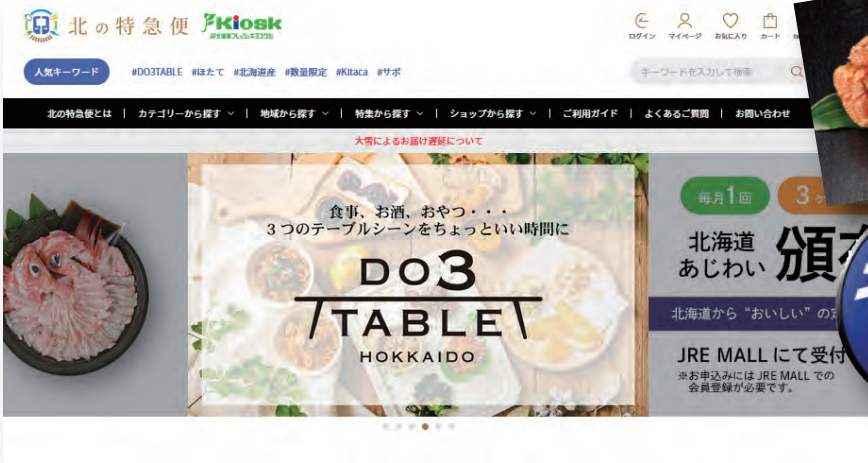 北の特急便 Kiosk
ログイン マイページ お気に入り カート
人気キーワード #DO3TABLE #ほたて #北海道産 #数量限定 #Kitaca #サボ
キーワードを入力して検索
北の特急便とは | カテゴリーから探す | 地域から探す | 特集から探す | ショップから探す | ご利用ガイド | よくあるご質問 | お問い合わせ
大雪によるお届け遅延について
食事、お酒、おやつ・・・
3つのテーブルシーンをちょっといい時間に
DO3
TABLE
HOKKAIDO
毎月1回 3ヶ
北海道
あじわい 頒
北海道から “おいしい” の
JRE MALL にて受付
※お申込みには JRE MALL での
会員登録が必要です。